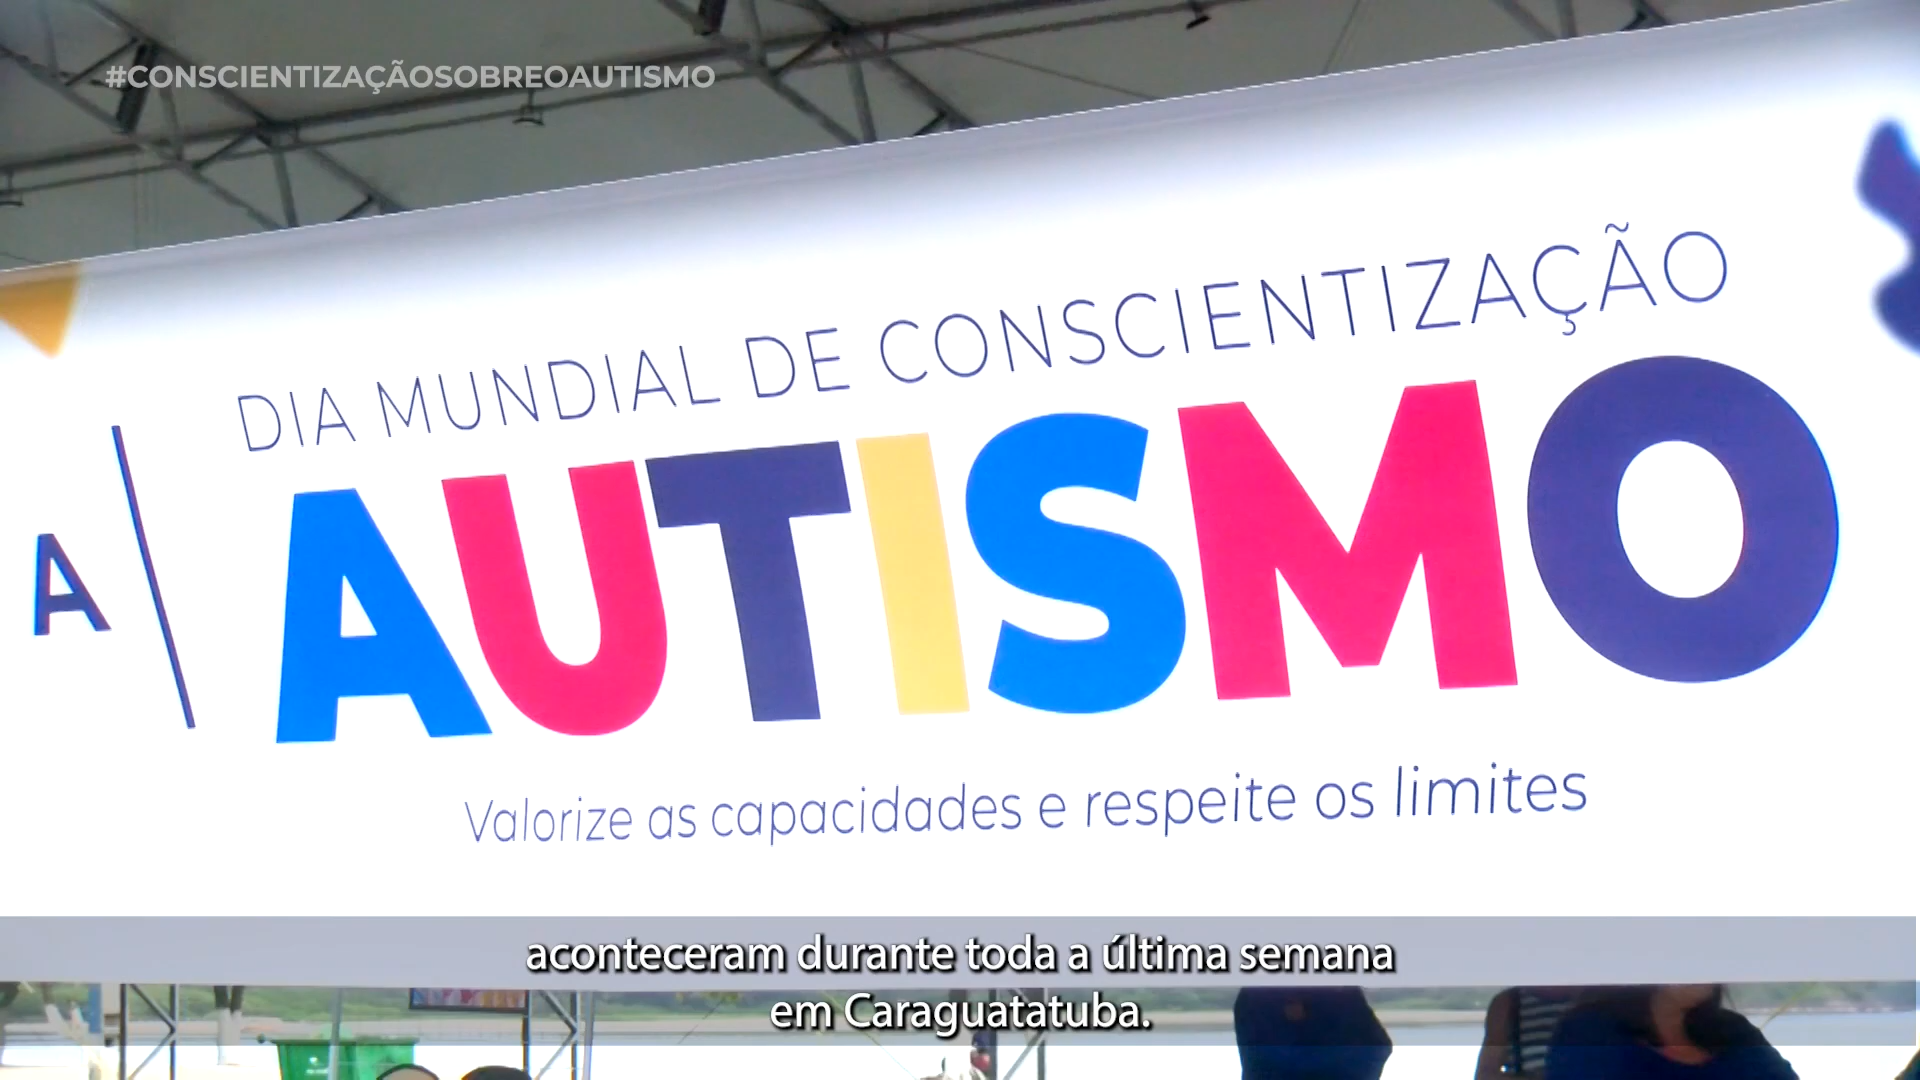 #CONSCIENTIZAÇÃOSOBREOAUTISMO
DIA MUNDIAL DE CONSCIENTIZAÇÃO
A
AUTISMO
Valorize as capacidades e respeite os limites
aconteceram durante toda a última semana
em Caraguatatuba.